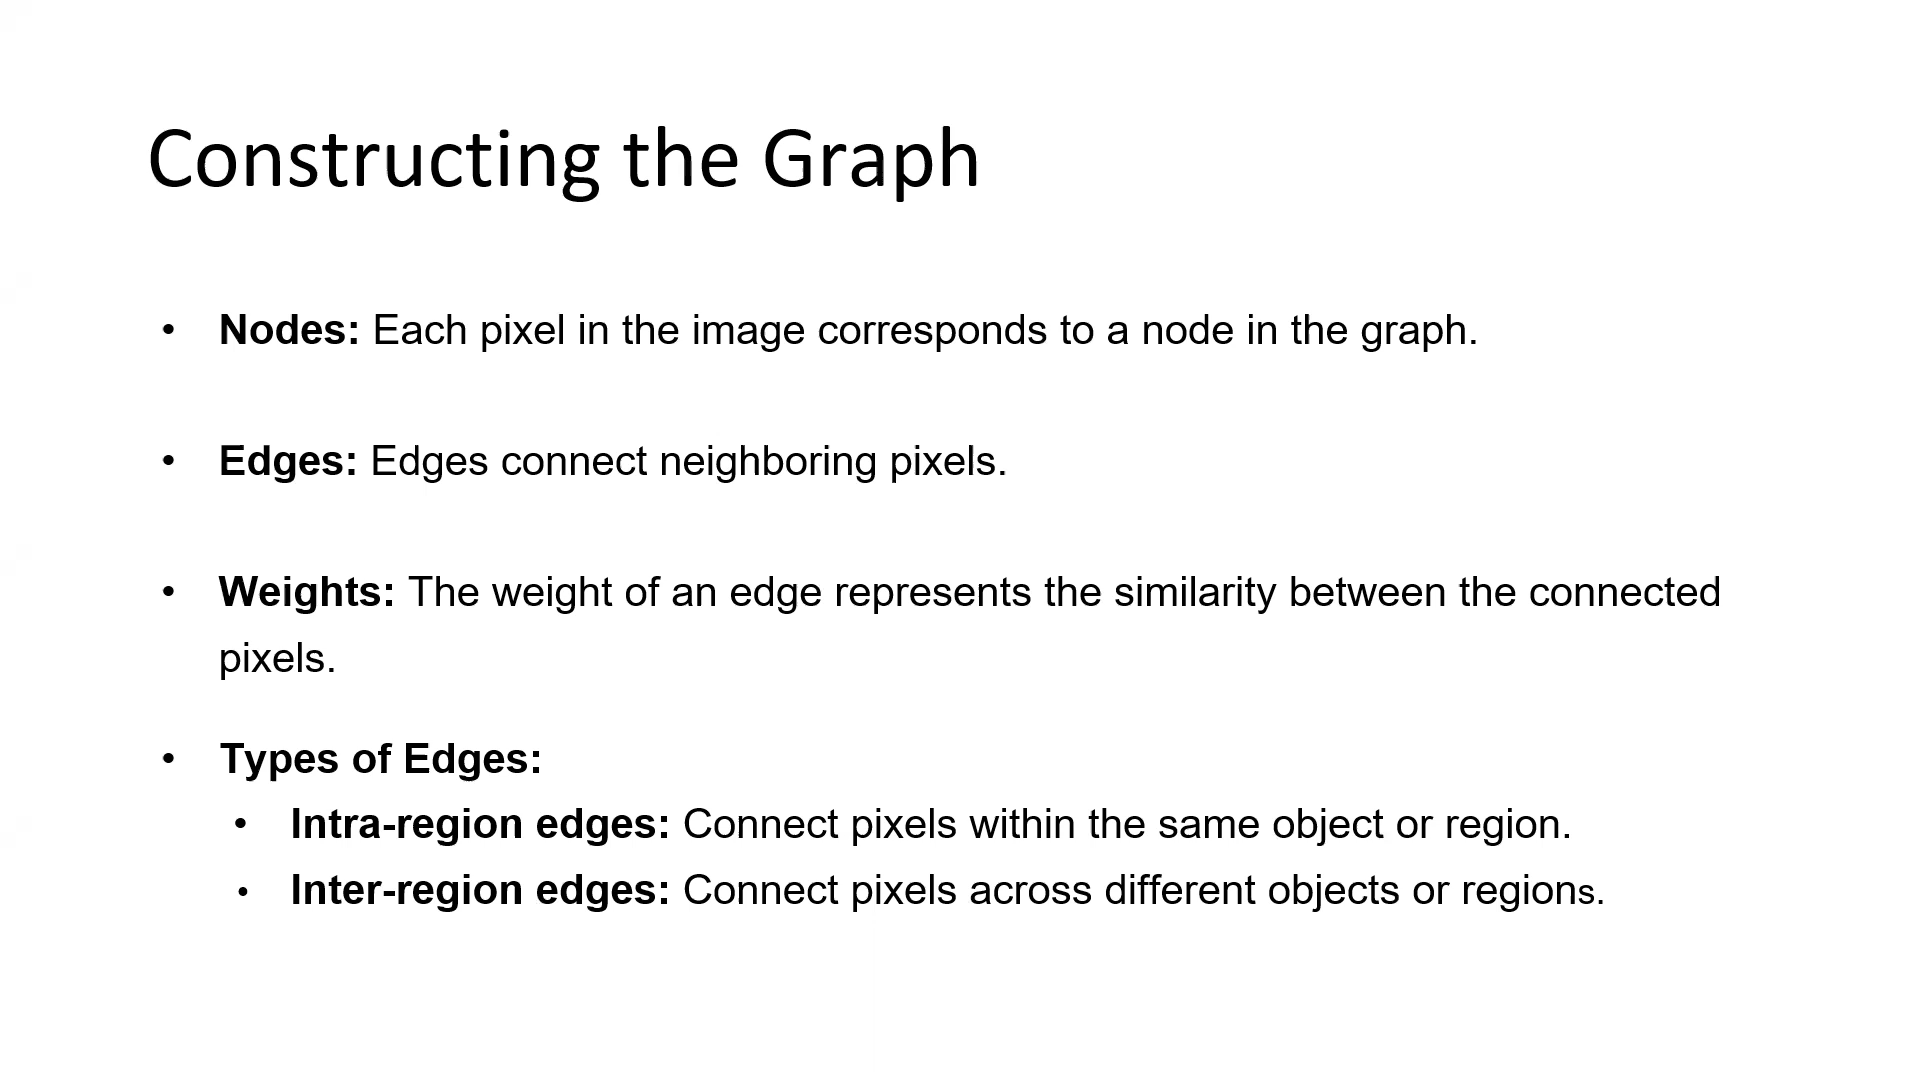 Constructing the Graph
• Nodes: Each pixel in the image corresponds to a node in the graph.
• Edges: Edges connect neighboring pixels.
• Weights: The weight of an edge represents the similarity between the connected
pixels.
• Types of Edges:
• Intra-region edges: Connect pixels within the same object or region.
• Inter-region edges: Connect pixels across different objects or regions.